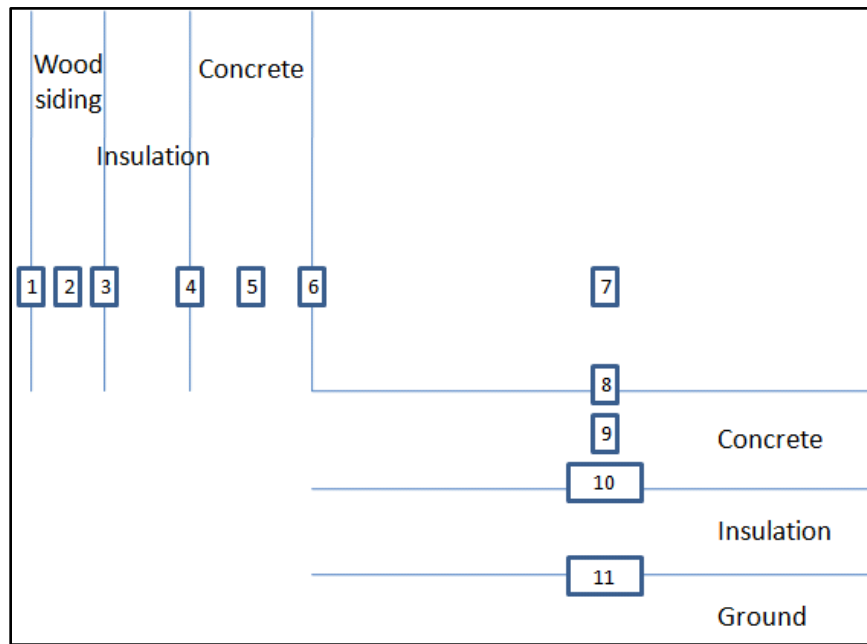 Wood
siding
Concrete
Insulation
1
2
3
4
5
6
7
8
9
Concrete
10
Insulation
11
Ground